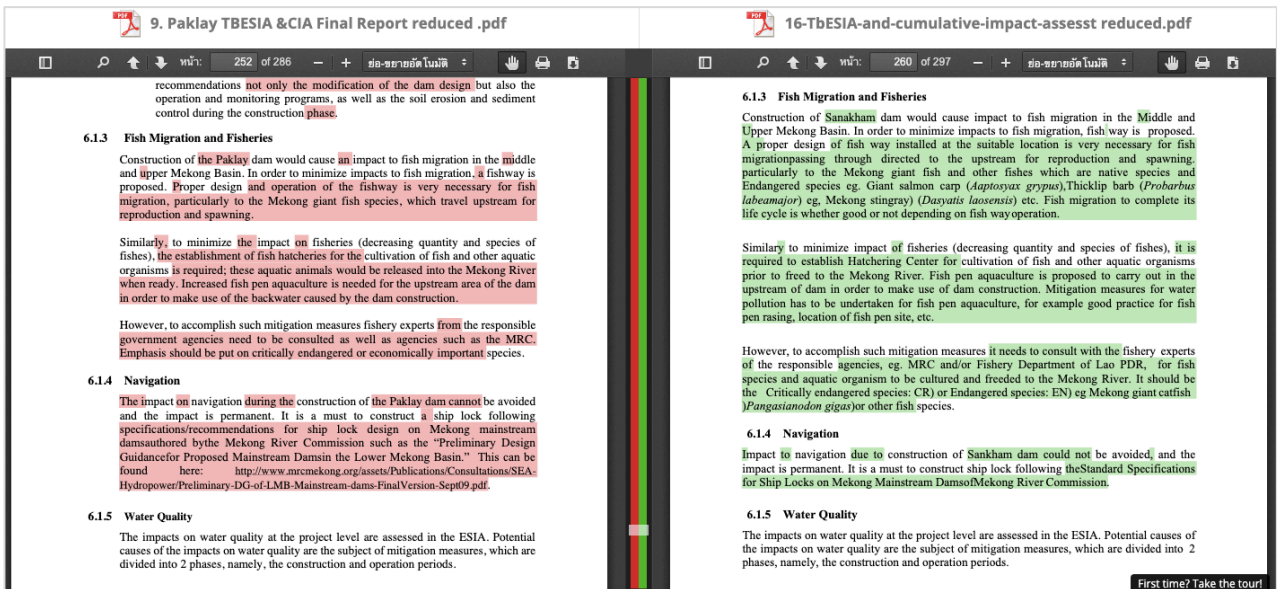 9. Paklay TBESIA &CIA Final Report reduced .pdf
หน้า: 252 of 286
ย่อ-ขยายอัตโนมัติ
recommendations not only the modification of the dam design but also the
operation and monitoring programs, as well as the soil erosion and sediment
control during the construction phase.
6.1.3 Fish Migration and Fisheries
Construction of the Paklay dam would cause an impact to fish migration in the middle
and upper Mekong Basin. In order to minimize impacts to fish migration, a fishway is
proposed. Proper design and operation of the fishway is very necessary for fish
migration, particularly to the Mekong giant fish species, which travel upstream for
reproduction and spawning.
Similarly, to minimize the impact on fisheries (decreasing quantity and species of
fishes), the establishment of fish hatcheries for the cultivation of fish and other aquatic
organisms is required; these aquatic animals would be released into the Mekong River
when ready. Increased fish pen aquaculture is needed for the upstream area of the dam
in order to make use of the backwater caused by the dam construction.
However, to accomplish such mitigation measures fishery experts from the responsible
government agencies need to be consulted as well as agencies such as the MRC.
Emphasis should be put on critically endangered or economically important species.
6.1.4 Navigation
The impact on navigation during the construction of the Paklay dam cannot be avoided
and the impact is permanent. It is a must to construct a ship lock following
specifications/recommendations for ship lock design on Mekong mainstream
damsauthored bythe Mekong River Commission such as the “Preliminary Design
Guidancefor Proposed Mainstream Damsin the Lower Mekong Basin.” This can be
found here: http://www.mrcmekong.org/assets/Publications/Consultations/SEA-
Hydropower/Preliminary-DG-of-LMB-Mainstream-dams-FinalVersion-Sept09.pdf.
6.1.5 Water Quality
The impacts on water quality at the project level are assessed in the ESIA. Potential
causes of the impacts on water quality are the subject of mitigation measures, which are
divided into 2 phases, namely, the construction and operation periods.
16-TbESIA-and-cumulative-impact-assesst reduced.pdf
หน้า: 260 of 297
ย่อ-ขยายอัตโนมัติ
6.1.3 Fish Migration and Fisheries
Construction of Sanakham dam would cause impact to fish migration in the Middle and
Upper Mekong Basin. In order to minimize impacts to fish migration, fish way is proposed.
A proper design of fish way installed at the suitable location is very necessary for fish
migrationpassing through directed to the upstream for reproduction and spawning.
particularly to the Mekong giant fish and other fishes which are native species and
Endangered species eg. Giant salmon carp (Aaptosyax grypus),Thicklip barb (Probarbus
labeamajor) eg, Mekong stingray) (Dasyatis laosensis) etc. Fish migration to complete its
life cycle is whether good or not depending on fish way operation.
Similary to minimize impact of fisheries (decreasing quantity and species of fishes), it is
required to establish Hatchering Center for cultivation of fish and other aquatic organisms
prior to freed to the Mekong River. Fish pen aquaculture is proposed to carry out in the
upstream of dam in order to make use of dam construction. Mitigation measures for water
pollution has to be undertaken for fish pen aquaculture, for example good practice for fish
pen rasing, location of fish pen site, etc.
However, to accomplish such mitigation measures it needs to consult with the fishery experts
of the responsible agencies, eg. MRC and/or Fishery Department of Lao PDR, for fish
species and aquatic organism to be cultured and freeded to the Mekong River. It should be
the Critically endangered species: CR) or Endangered species: EN) eg Mekong giant catfish
)Pangasianodon gigas)or other fish species.
6.1.4 Navigation
Impact to navigation due to construction of Sankham dam could not be avoided, and the
impact is permanent. It is a must to construct ship lock following theStandard Specifications
for Ship Locks on Mekong Mainstream DamsofMekong River Commission.
6.1.5 Water Quality
The impacts on water quality at the project level are assessed in the ESIA. Potential causes of
the impacts on water quality are the subject of mitigation measures, which are divided into 2
phases, namely, the construction and operation periods.
First time? Take the tour!